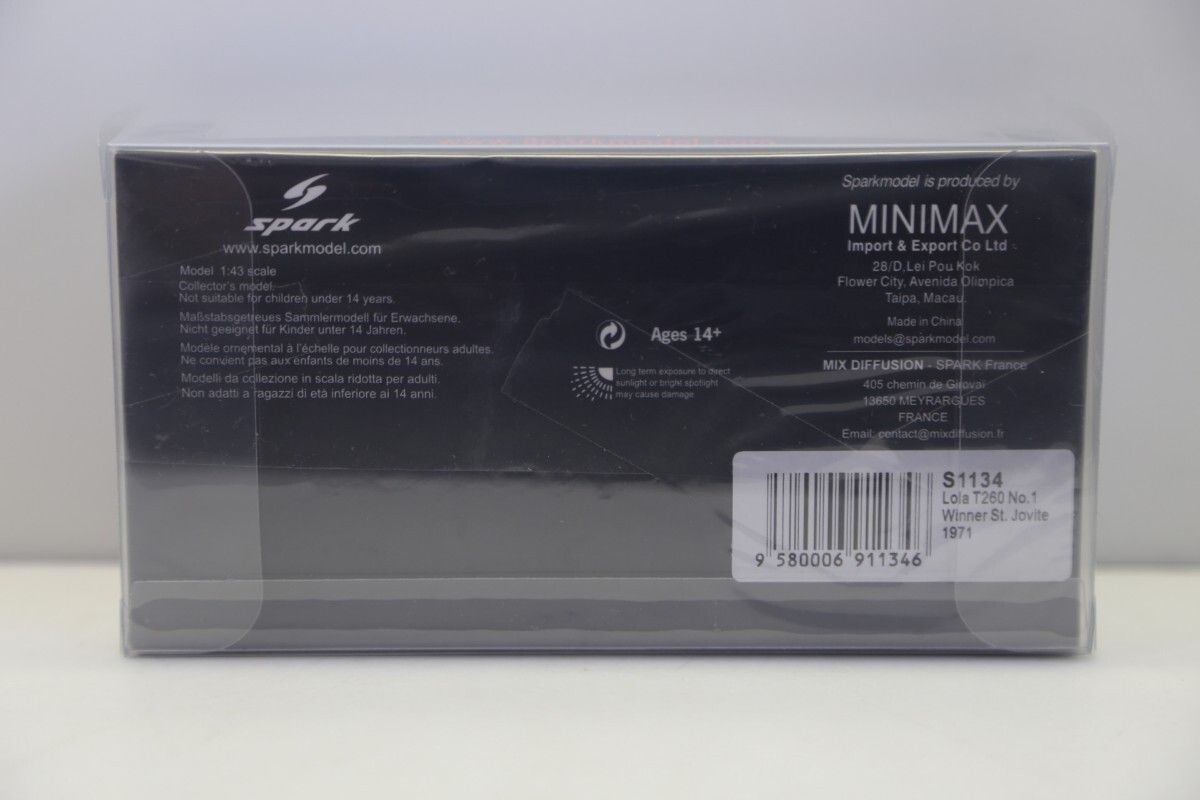 www.sparkmodel.com
spark
www.sparkmodel.com
Model 1:43 scale
Collector's model.
Not suitable for children under 14 years.
Maßstabsgetreues Sammlermodell für Erwachsene.
Nicht geeignet für Kinder unter 14 Jahren.
Modèle ornemental à l'échelle pour collectionneurs adultes.
Ne convient pas aux enfants de moins de 14 ans.
Modelli da collezione in scala ridotta per adulti.
Non adatti a ragazzi di età inferiore ai 14 anni.
Ages 14+
Long term exposure to direct
sunlight or bright spotlight
may cause damage
Sparkmodel is produced by
MINIMAX
Import & Export Co Ltd
28/D,Lei Pou Kok
Flower City, Avenida Olimpica
Taipa, Macau.
Made in China
models@sparkmodel.com
MIX DIFFUSION - SPARK France
405 chemin de Girovai
13650 MEYRARGUES
FRANCE
Email: contact@mixdiffusion.fr
S1134
Lola T260 No.1
Winner St. Jovite
1971
9 580006 911346